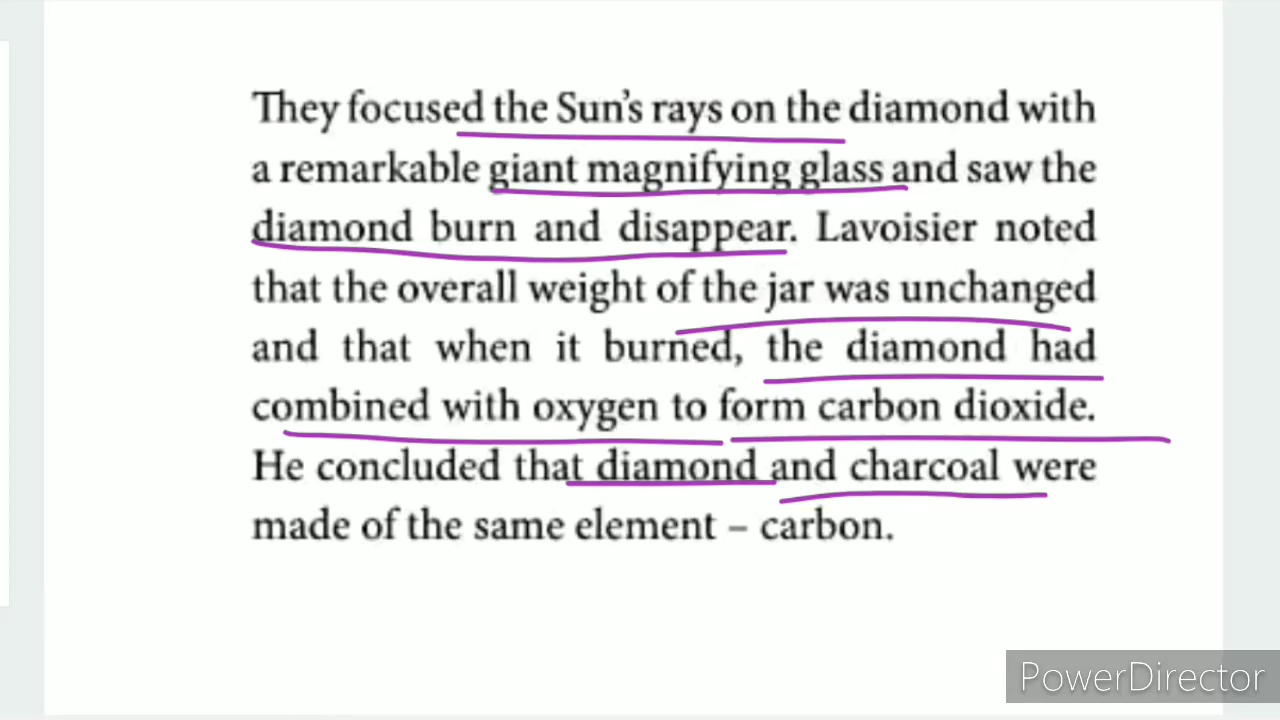 They focused the Sun's rays on the diamond with
a remarkable giant magnifying glass and saw the
diamond burn and disappear. Lavoisier noted
that the overall weight of the jar was unchanged
and that when it burned, the diamond had
combined with oxygen to form carbon dioxide.
He concluded that diamond and charcoal were
made of the same element – carbon.
PowerDirector